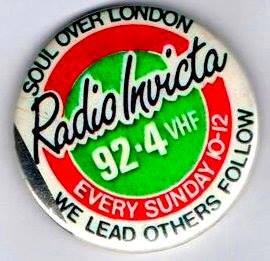 SOUL OVER LONDON
Radio Invicta
92·4 VHF
EVERY SUNDAY 10-12
WE LEAD OTHERS FOLLOW